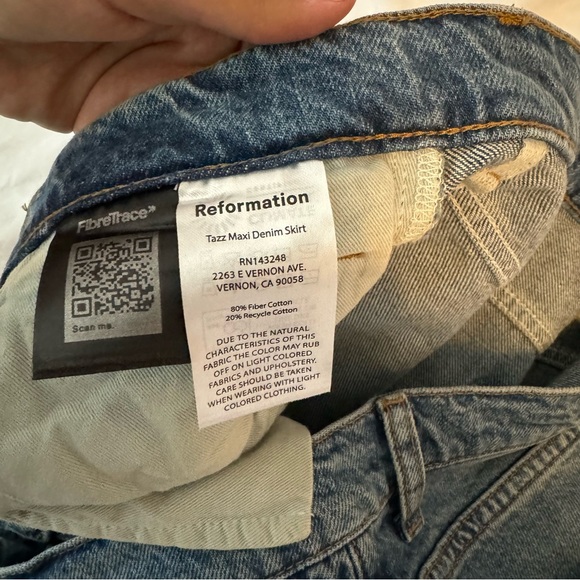 FibreTrace»
Scan me.
Reformation
Tazz Maxi Denim Skirt
RN143248
2263 E VERNON AVE.
VERNON, CA 90058
80% Fiber Cotton
20% Recycle Cotton
DUE TO THE NATURAL
CHARACTERISTICS OF THIS
FABRIC THE COLOR MAY RUB
OFF ON LIGHT COLORED
FABRICS AND UPHOLSTERY.
CARE SHOULD BE TAKEN
WHEN WEARING WITH LIGHT
COLORED CLOTHING.